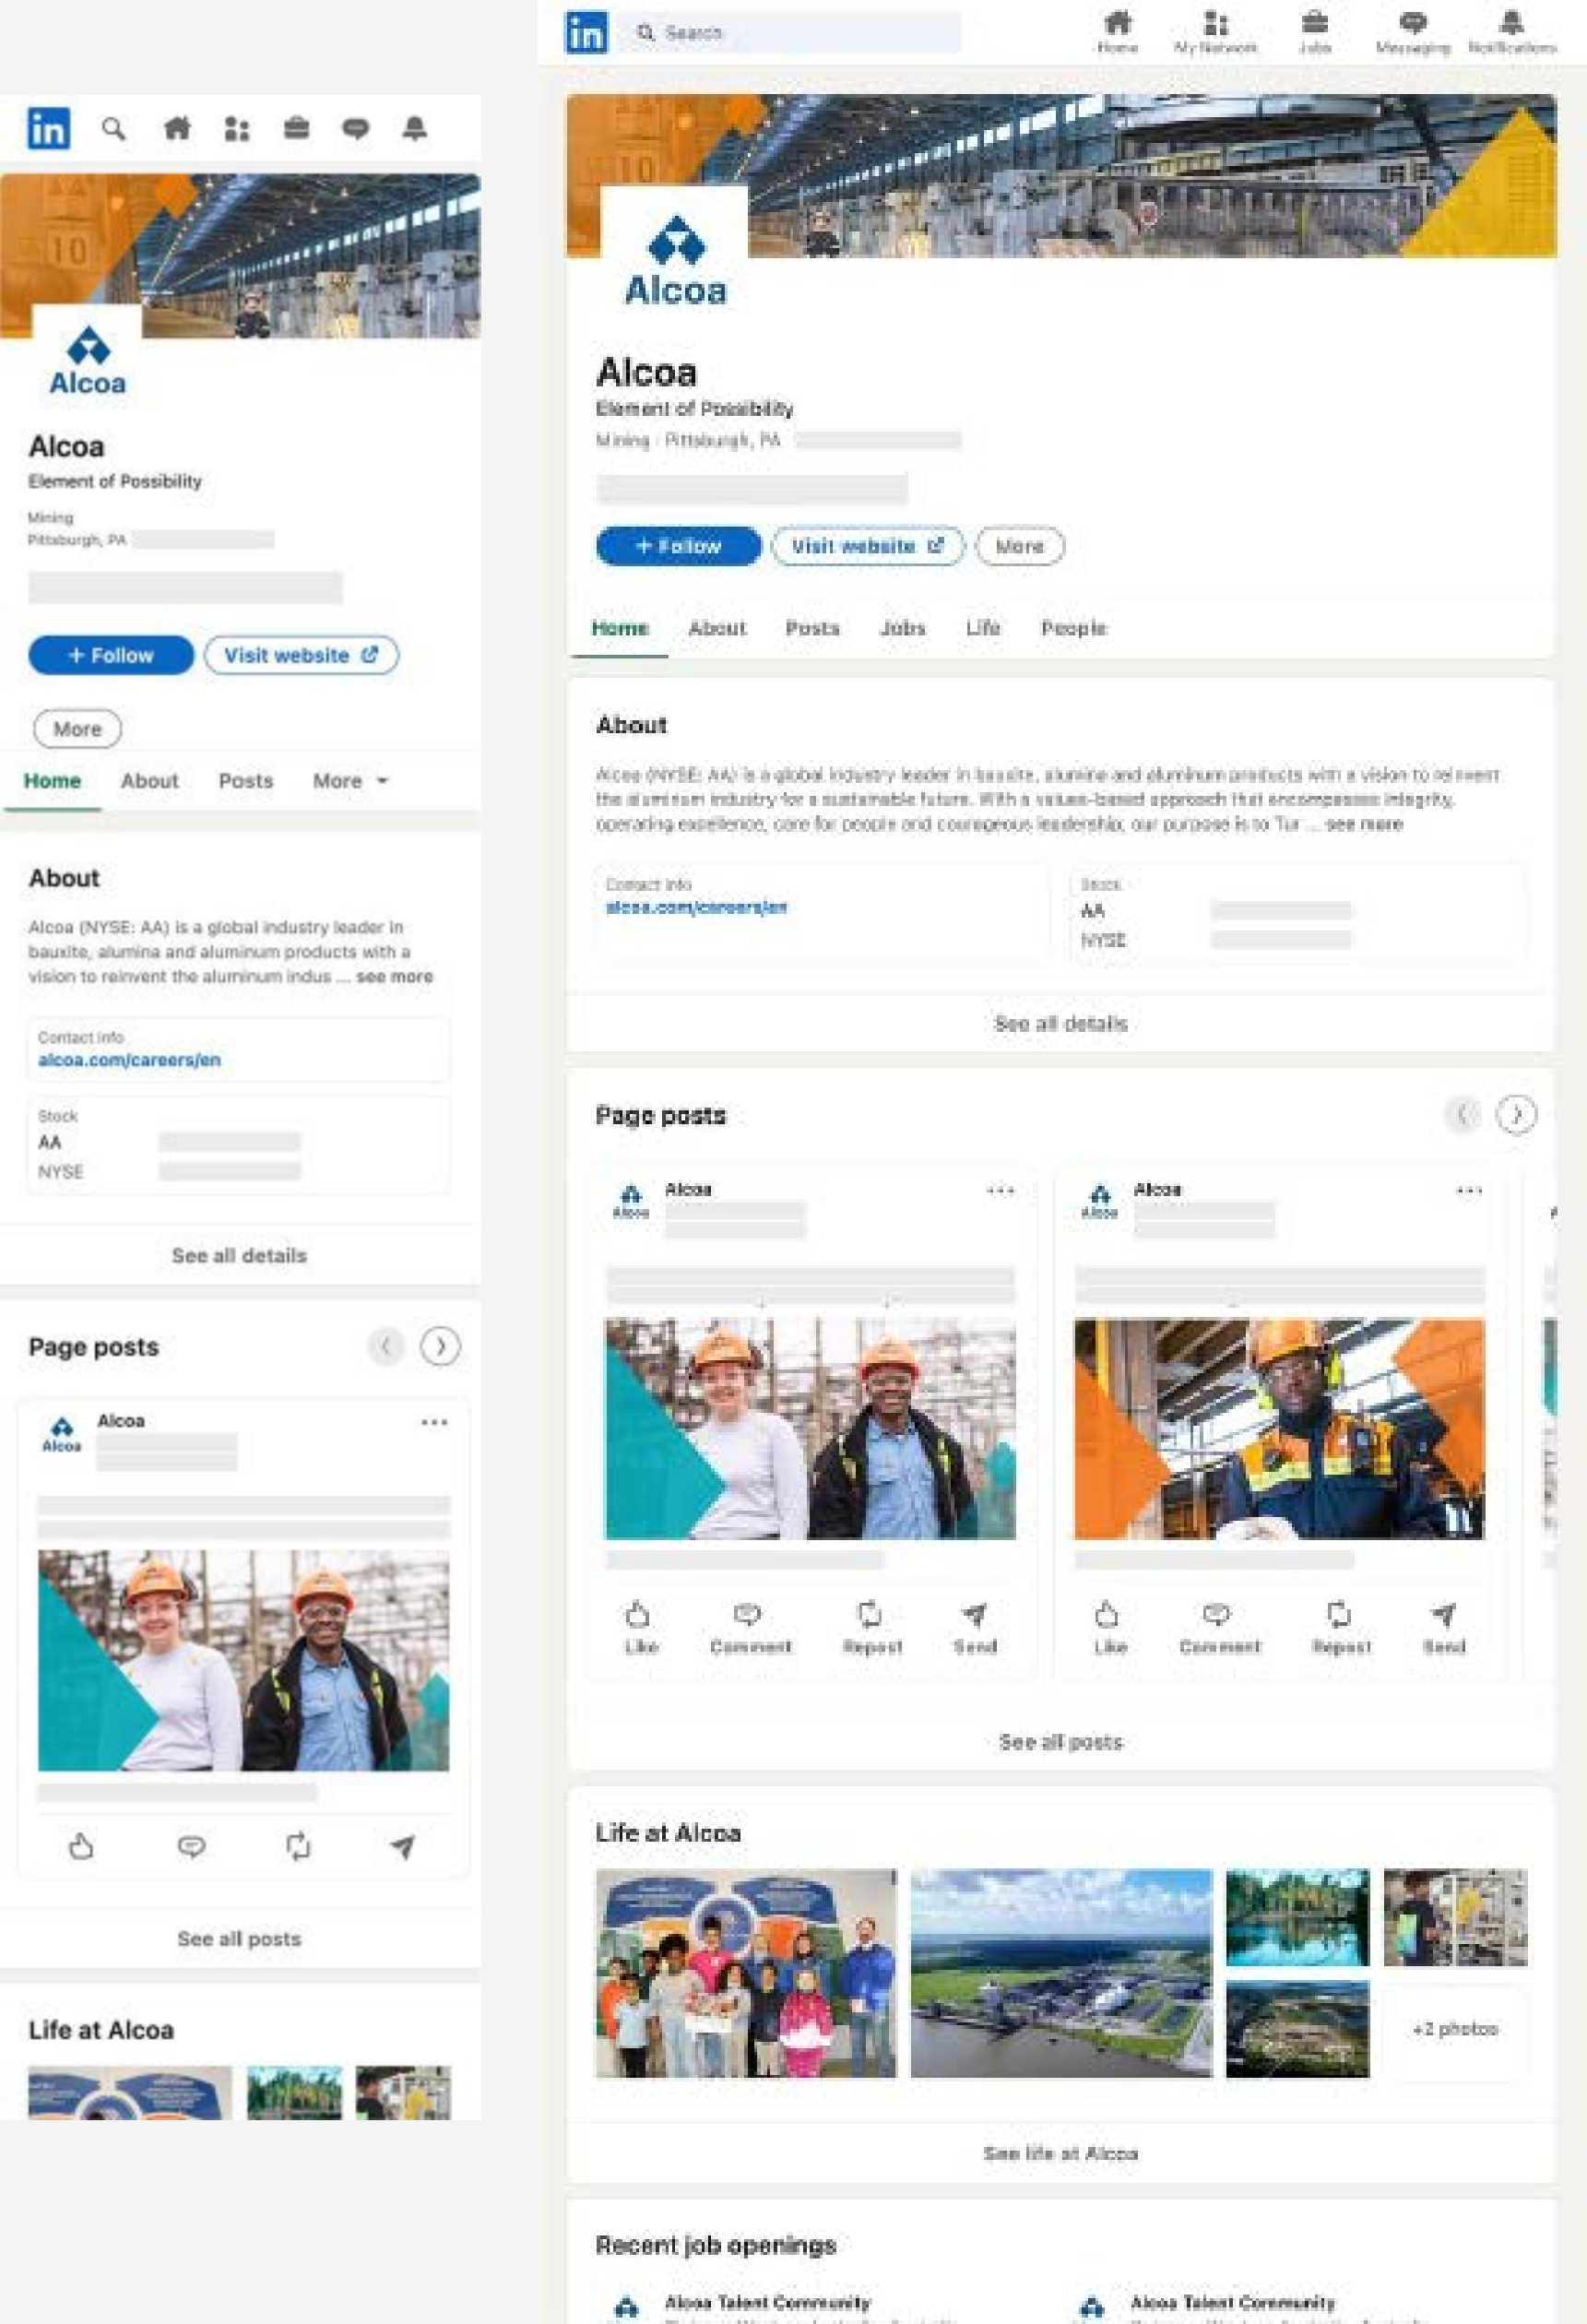 in
10
Alcoa
Alcoa
Element of Possibility
Mining
Pittsburgh, PA
+ Follow
Visit website
More
Home
About
Posts
More
About
Alcoa (NYSE: AA) is a global industry leader in
bauxite, alumina and aluminum products with a
vision to reinvent the aluminum indus ... see more
Contact info
alcoa.com/careers/en
Stock
AA
NYSE
See all details
Page posts
Alcoa
Alcoa
See all posts
Life at Alcoa
in
Search
Home
My Network
Jobs
Messaging
Notifications
10
Alcoa
Alcoa
Element of Possibility
Mining · Pittsburgh, PA
+ Follow
Visit website
More
Home
About
Posts
Jobs
Life
People
About
Alcoa (NYSE: AA) is a global industry leader in bauxite, alumina and aluminum products with a vision to reinvent
the aluminum industry for a sustainable future. With a values-based approach that encompasses integrity,
operating excellence, care for people and courageous leadership, our purpose is to Tur ... see more
Contact info
alcoa.com/careers/en
Stock
AA
NYSE
See all details
Page posts
Alcoa
Alcoa
Like
Comment
Repost
Send
Alcoa
Alcoa
Like
Comment
Repost
Send
See all posts
Life at Alcoa
+2 photos
See life at Alcoa
Recent job openings
Alcoa Talent Community
Alcoa Talent Community